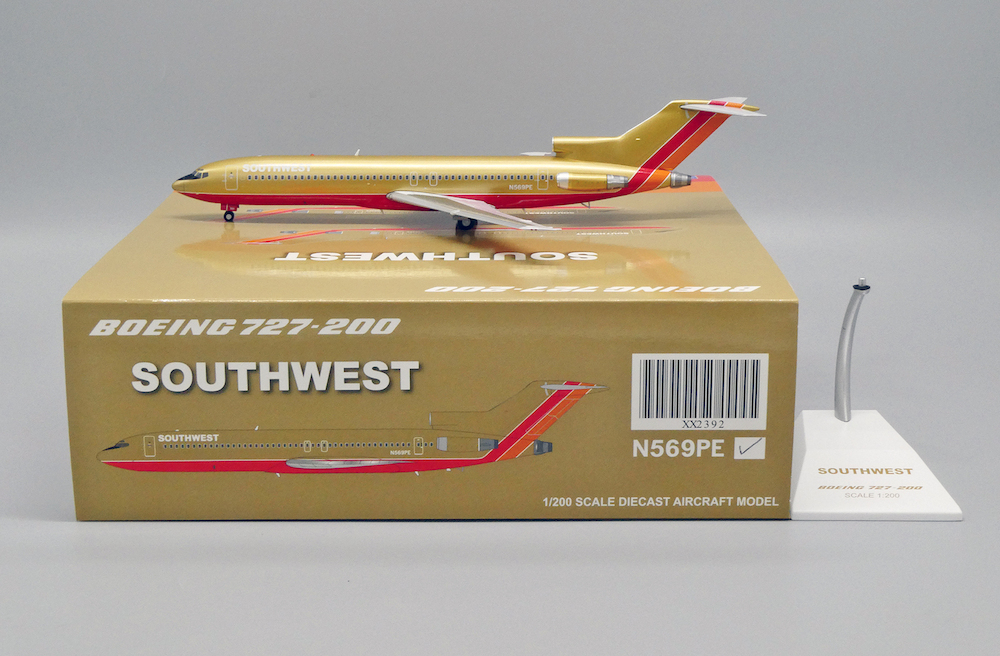 SOUTHWEST
N569PE
SOUTHWEST
BOEING 727-200
BOEING 727-200
SOUTHWEST
XX2392
N569PE
SOUTHWEST
N569PE
1/200 SCALE DIECAST AIRCRAFT MODEL
SOUTHWEST
BOEING 727-200
SCALE 1:200